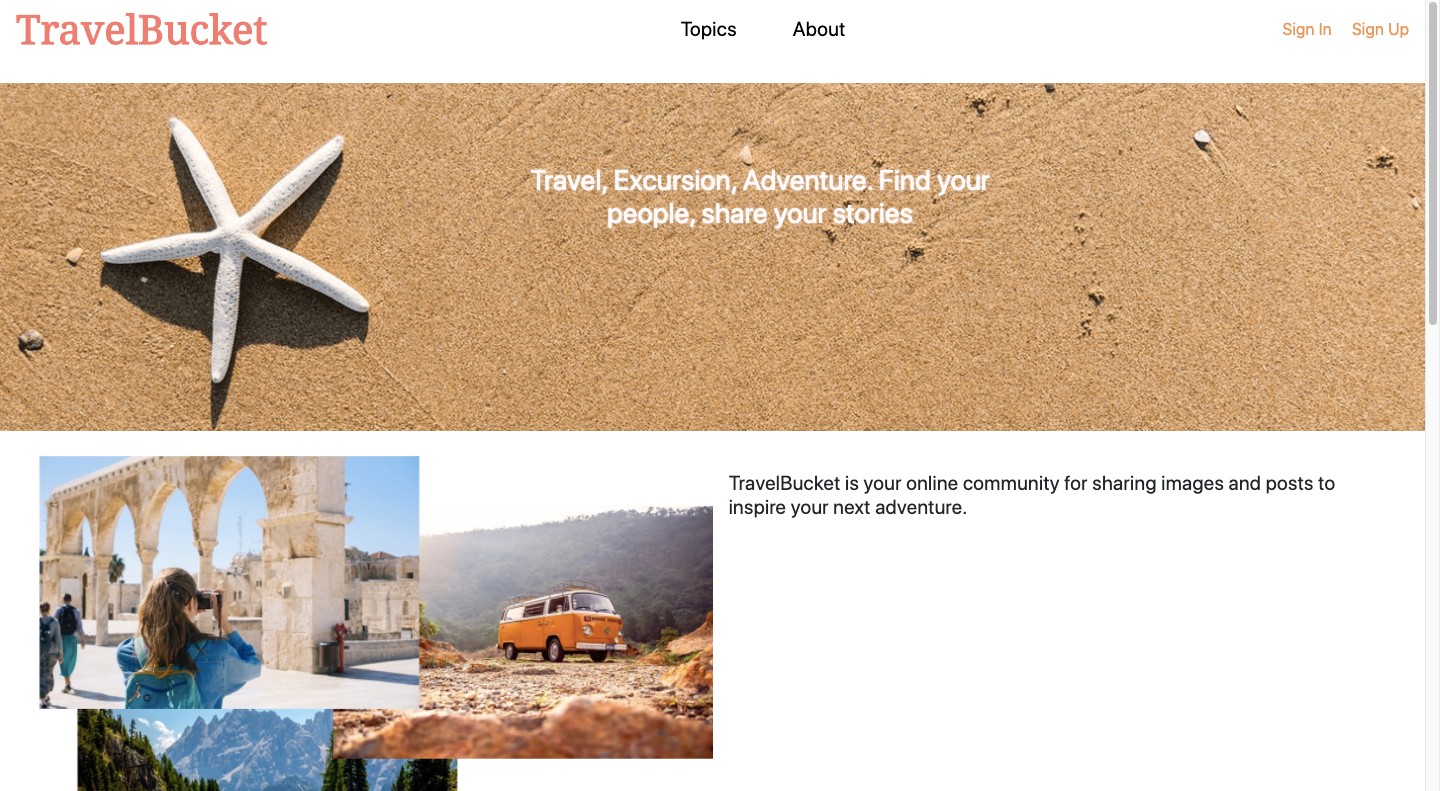 TravelBucket
Topics
About
Sign In
Sign Up
Travel, Excursion, Adventure. Find your
people, share your stories
TravelBucket is your online community for sharing images and posts to
inspire your next adventure.